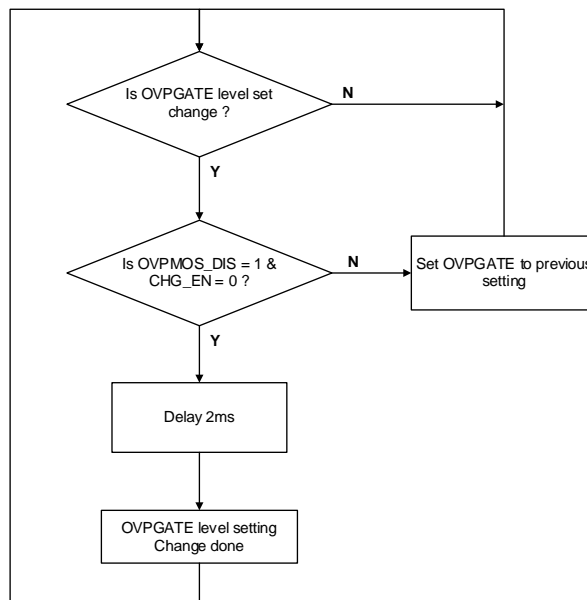 Is OVPGATE level set
change ?
N
Y
Is OVPMOS_DIS = 1 &
CHG_EN = 0 ?
N
Set OVPGATE to previous
setting
Y
Delay 2ms
OVPGATE level setting
Change done